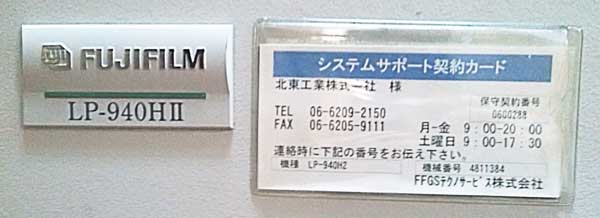 FUJIFILM
LP-940HII
システムサポート契約カード
北東工業株式会社 様
保守契約番号
0600288
TEL 06-6209-2150
FAX 06-6205-9111
月-金 9:00-20:00
土曜日 9:00-17:30
連絡時に下記の番号をお伝え下さい。
機種 LP-940H2
機械番号 4811384
FFGSテクノサービス株式会社